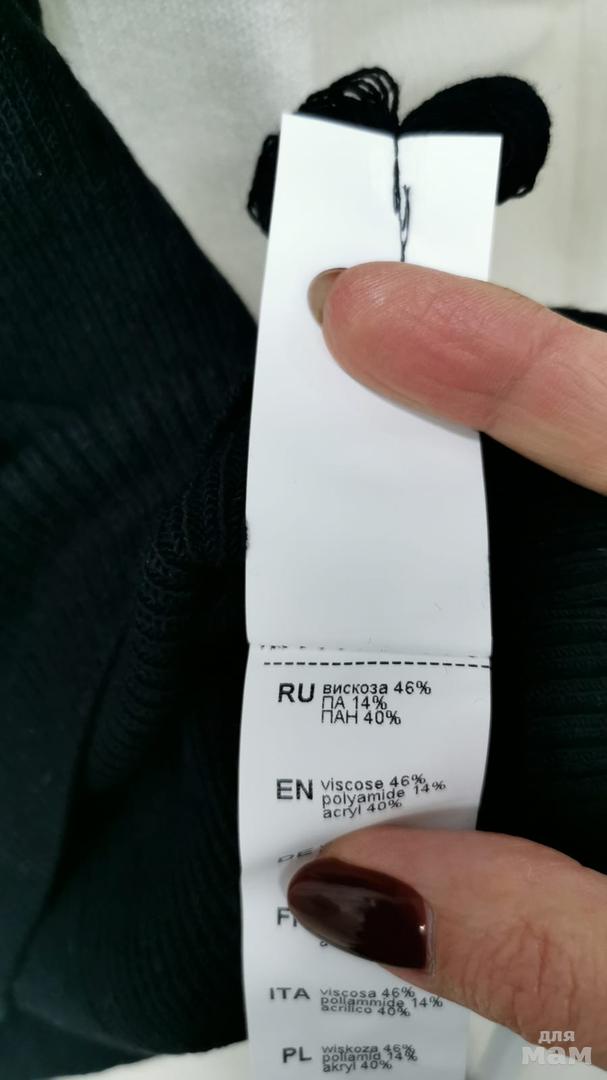 RU вискоза 46%
ПА 14%
ПАН 40%
EN viscose 46%
polyamide 14%
acryl 40%
DE
ITA viscosa 46%
poliammide 14%
acrilico 40%
PL wiskoza 46%
poliamid 14%
akryl 40%
для
мам